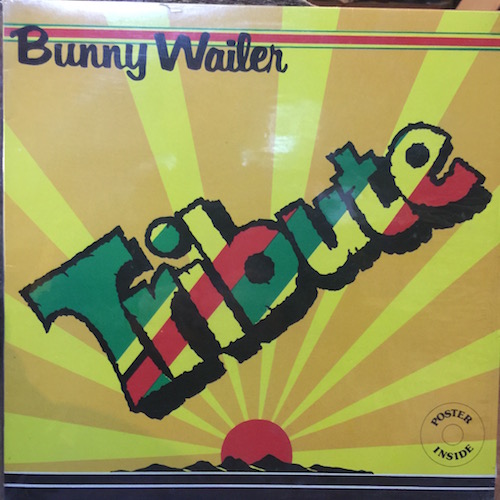 Bunny Wailer
Tribute
POSTER
INSIDE